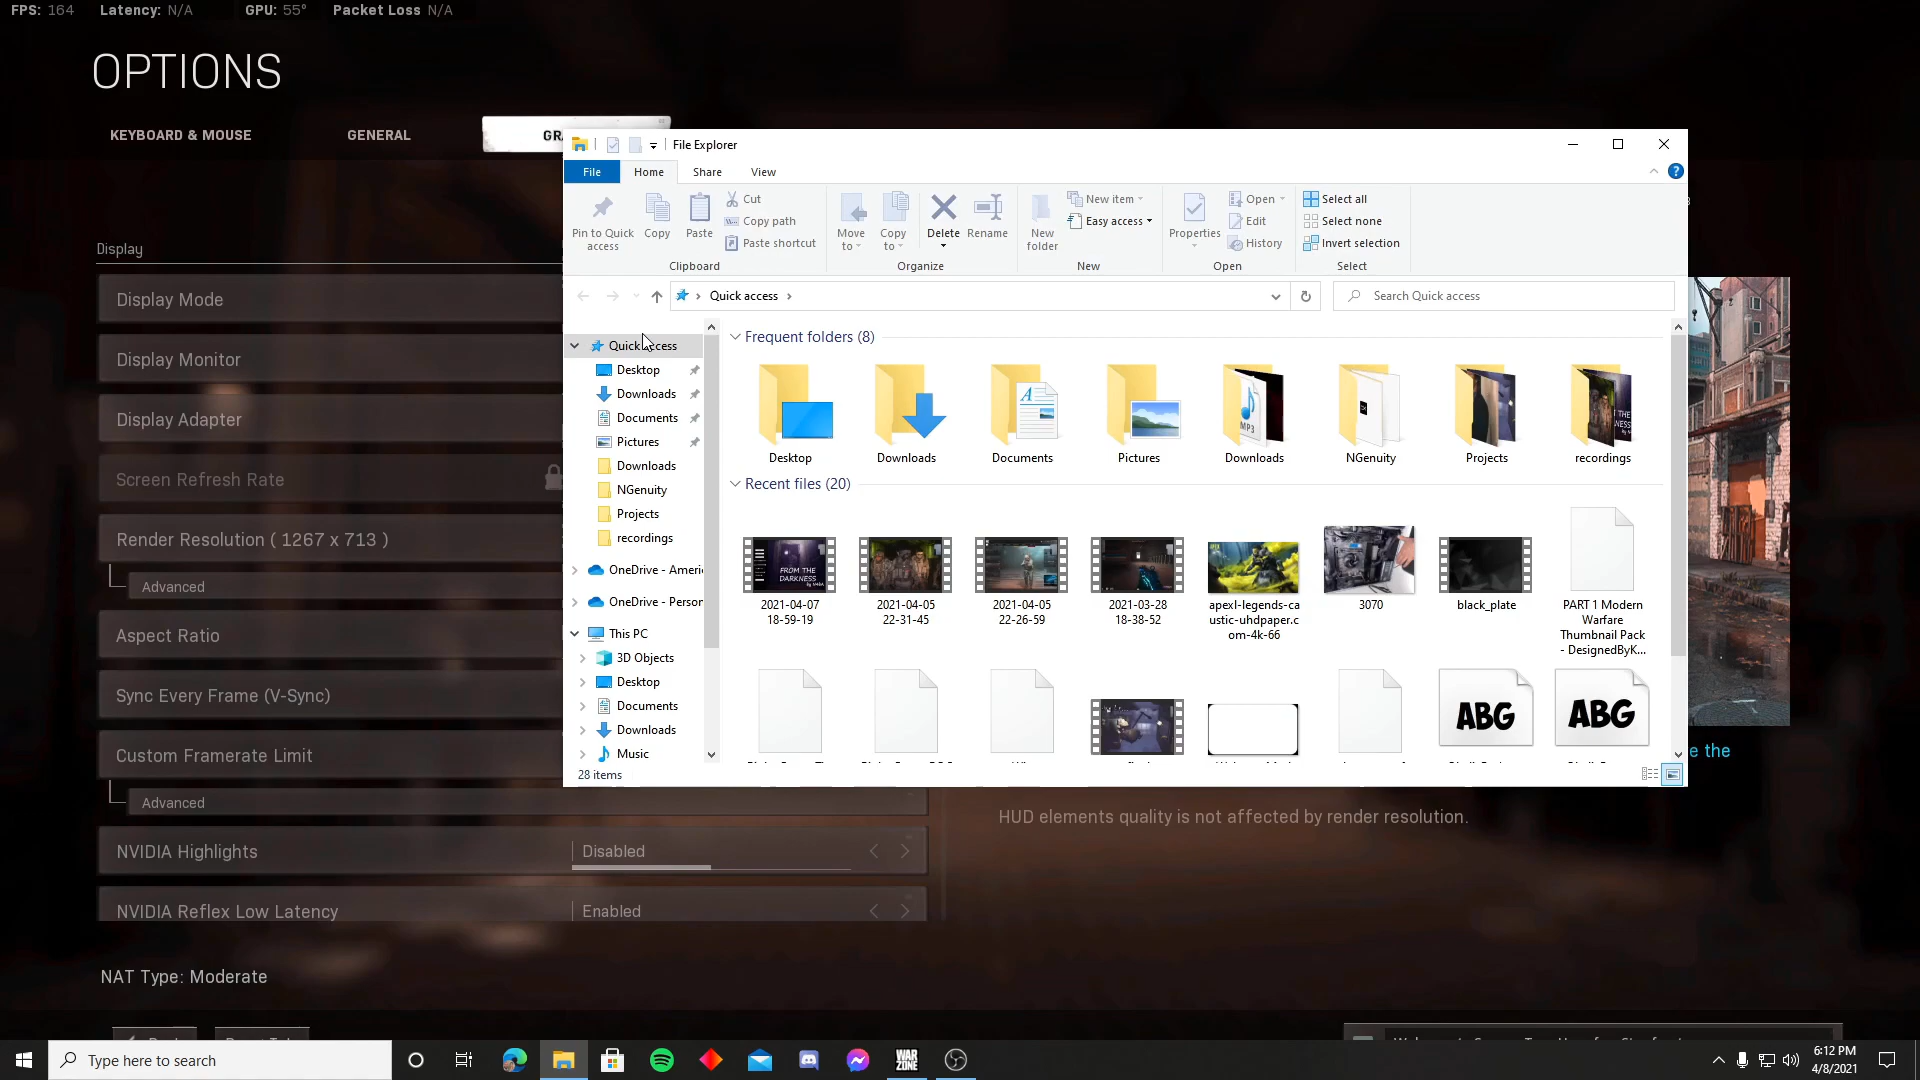 FPS: 164 Latency: N/A GPU: 55° Packet Loss N/A
OPTIONS
KEYBOARD & MOUSE GENERAL
Display
Display Mode
Display Monitor
Display Adapter
Screen Refresh Rate
Render Resolution ( 1267 x 713 )
Advanced
Aspect Ratio
Sync Every Frame (V-Sync)
Custom Framerate Limit
Advanced
NVIDIA Highlights Disabled
NVIDIA Reflex Low Latency Enabled
NAT Type: Moderate
File Explorer
File Home Share View
Pin to Quick access
Copy
Paste
Cut
Copy path
Paste shortcut
Clipboard
Move to
Copy to
Delete
Rename
Organize
New folder
New item
Easy access
New
Properties
Open
Edit
History
Open
Select all
Select none
Invert selection
Select
Quick access
Search Quick access
Quick access
Desktop
Downloads
Documents
Pictures
Downloads
NGenuity
Projects
recordings
OneDrive - Ameri
OneDrive - Person
This PC
3D Objects
Desktop
Documents
Downloads
Music
28 items
Frequent folders (8)
Desktop Downloads Documents Pictures Downloads NGenuity Projects recordings
MP3
Recent files (20)
FROM THE
DARKNESS
2021-04-07
18-59-19
2021-04-05
22-31-45
2021-04-05
22-26-59
2021-03-28
18-38-52
apexl-legends-ca
ustic-uhdpaper.c
om-4k-66
3070
black_plate
PART 1 Modern
Warfare
Thumbnail Pack
- DesignedByK...
ABG ABG
e the
HUD elements quality is not affected by render resolution.
Type here to search
WAR
ZONE
6:12 PM
4/8/2021